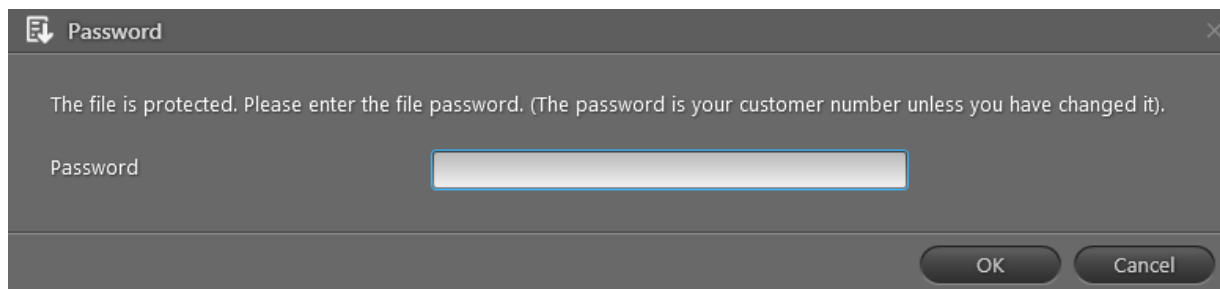 Password
The file is protected. Please enter the file password. (The password is your customer number unless you have changed it).
Password
OK
Cancel